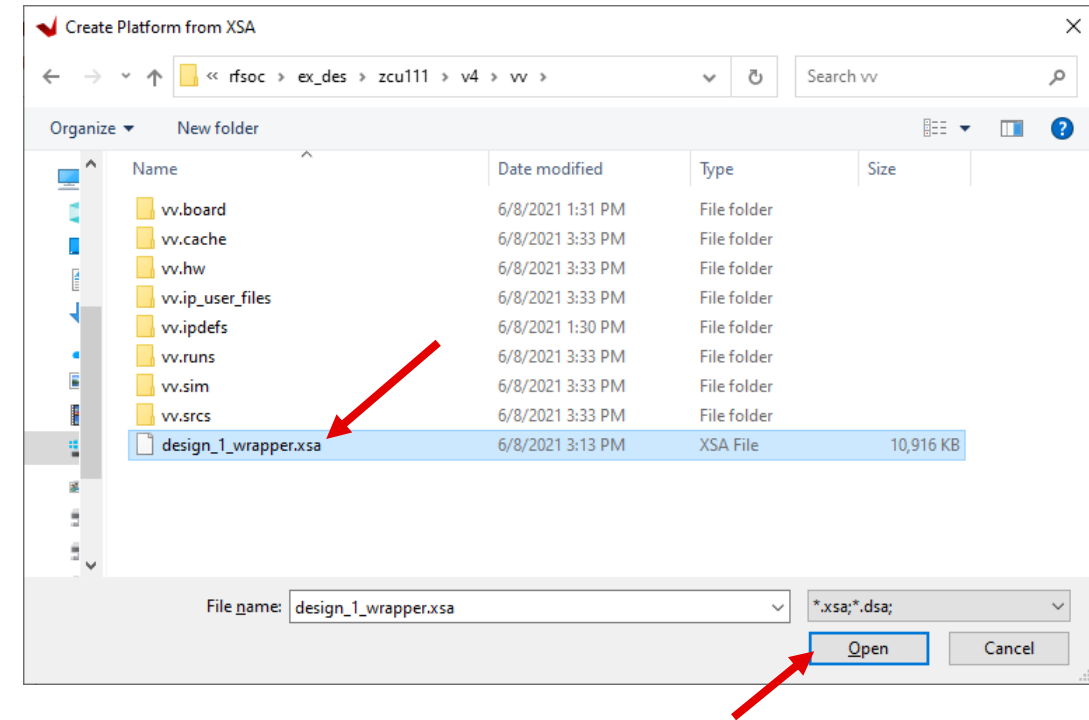 Create Platform from XSA
« rfsoc > ex_des > zcu111 > v4 > vv >
Search vv
Organize
New folder
Name Date modified Type Size
vv.board 6/8/2021 1:31 PM File folder
vv.cache 6/8/2021 3:33 PM File folder
vv.hw 6/8/2021 3:33 PM File folder
vv.ip_user_files 6/8/2021 3:33 PM File folder
vv.ipdefs 6/8/2021 1:30 PM File folder
vv.runs 6/8/2021 3:33 PM File folder
vv.sim 6/8/2021 3:33 PM File folder
vv.srcs 6/8/2021 3:33 PM File folder
design_1_wrapper.xsa 6/8/2021 3:13 PM XSA File 10,916 KB
File name: design_1_wrapper.xsa *.xsa;*.dsa;
Open Cancel